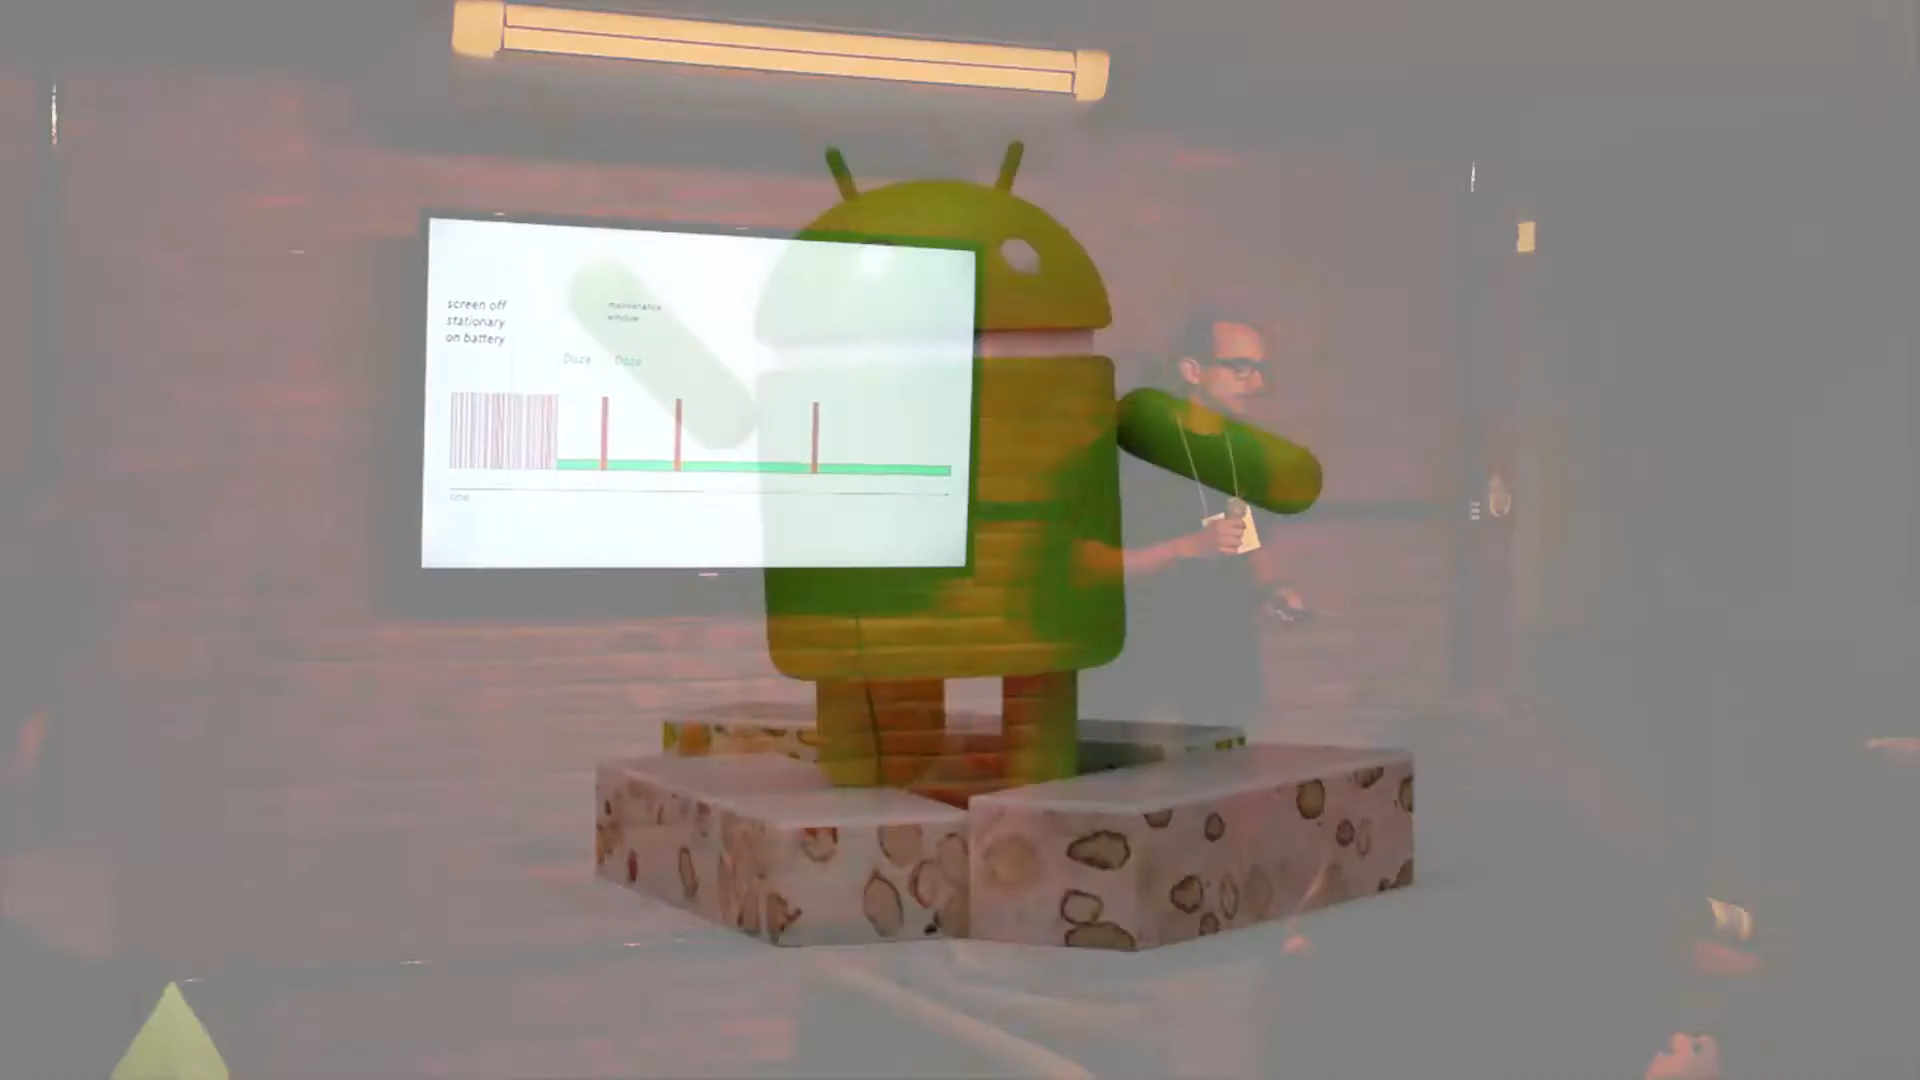 screen off
stationary
on battery
maintenance
window
Doze Doze
time